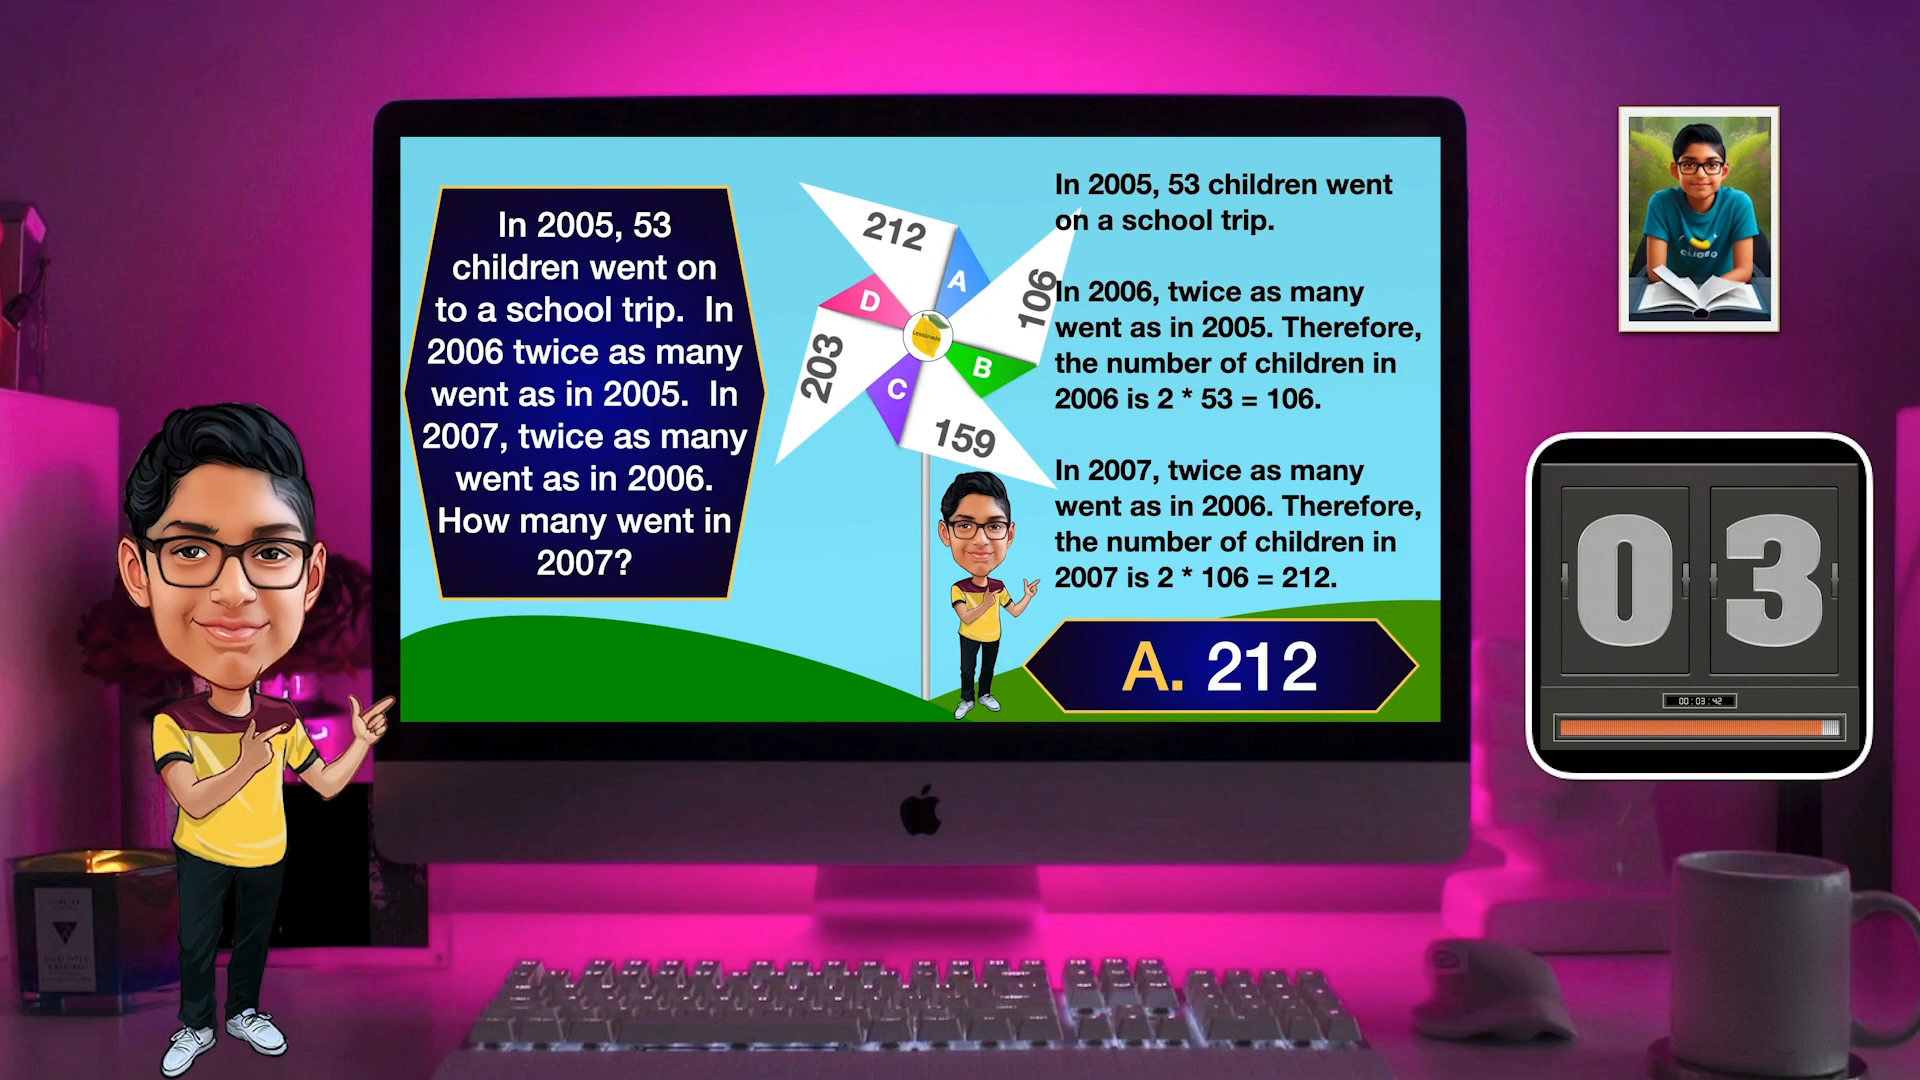 In 2005, 53
children went on
to a school trip.  In
2006 twice as many
went as in 2005.  In
2007, twice as many
went as in 2006.
How many went in
2007?
212
A
106
B
159
C
203
D
Lessonade
In 2005, 53 children went
on a school trip.
In 2006, twice as many
went as in 2005. Therefore,
the number of children in
2006 is 2 * 53 = 106.
In 2007, twice as many
went as in 2006. Therefore,
the number of children in
2007 is 2 * 106 = 212.
A. 212
03
00:03:42